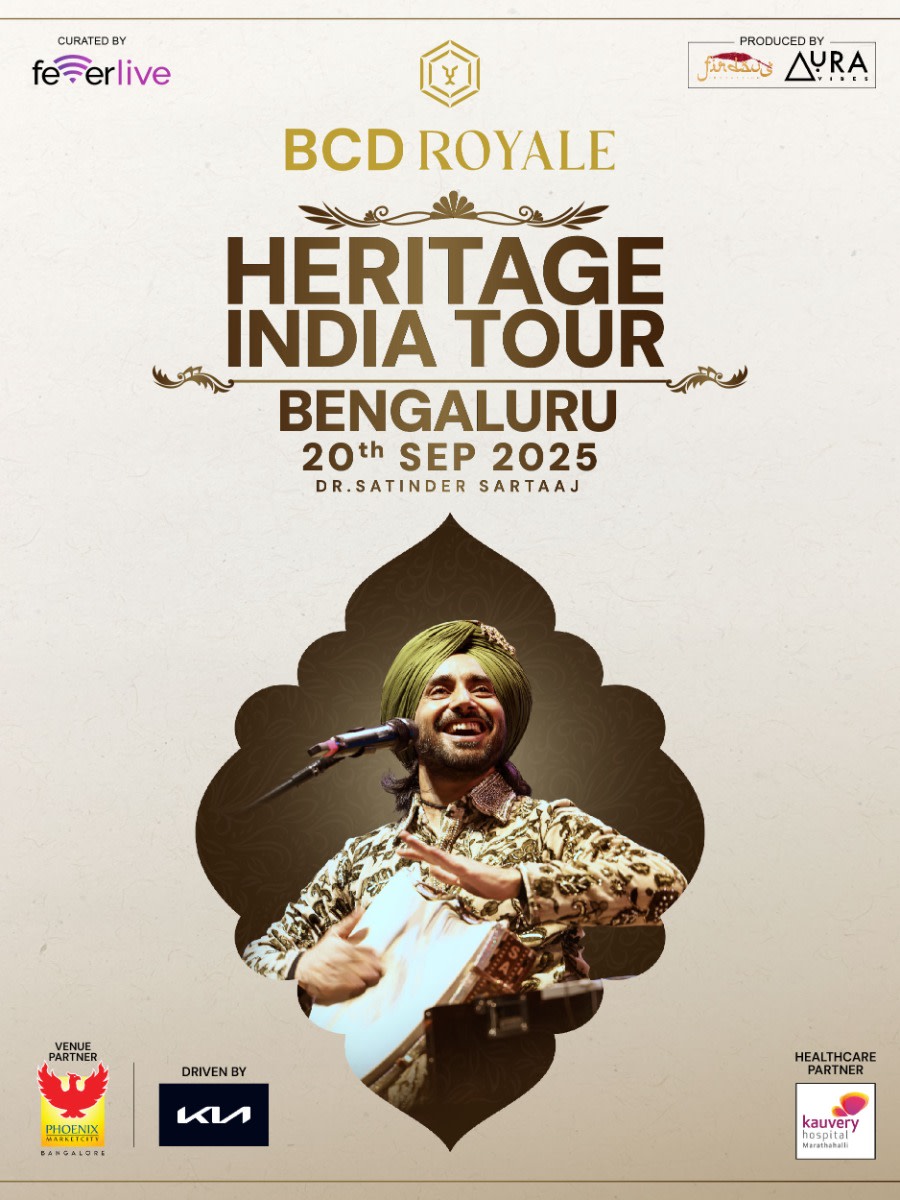 CURATED BY
feverlive
PRODUCED BY
firdaus
AURA
VIBES
BCD ROYALE
HERITAGE
INDIA TOUR
BENGALURU
20th SEP 2025
DR.SATINDER SARTAAJ
VENUE
PARTNER
PHOENIX
MARKETCITY
BANGALORE
DRIVEN BY
KIA
HEALTHCARE
PARTNER
kauvery
hospital
Marathahalli